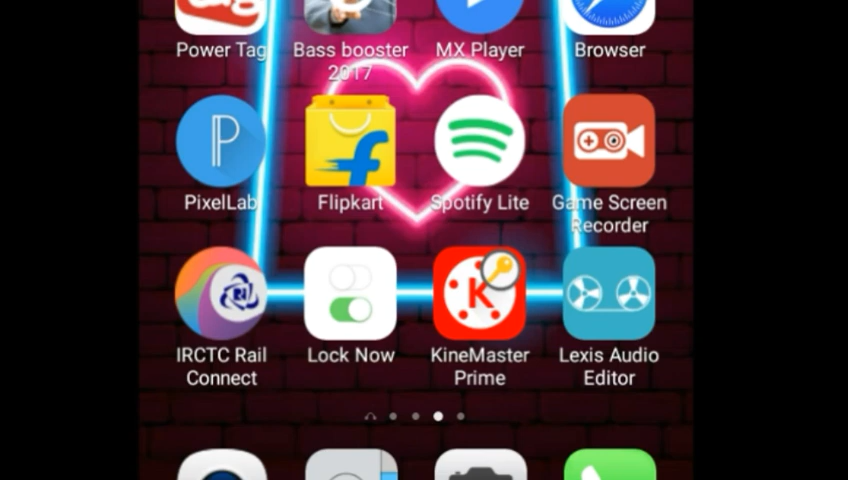 Power Tag
Bass booster
2017
MX Player
Browser
PixelLab
Flipkart
Spotify Lite
Game Screen
Recorder
IRCTC Rail
Connect
Lock Now
KineMaster
Prime
Lexis Audio
Editor